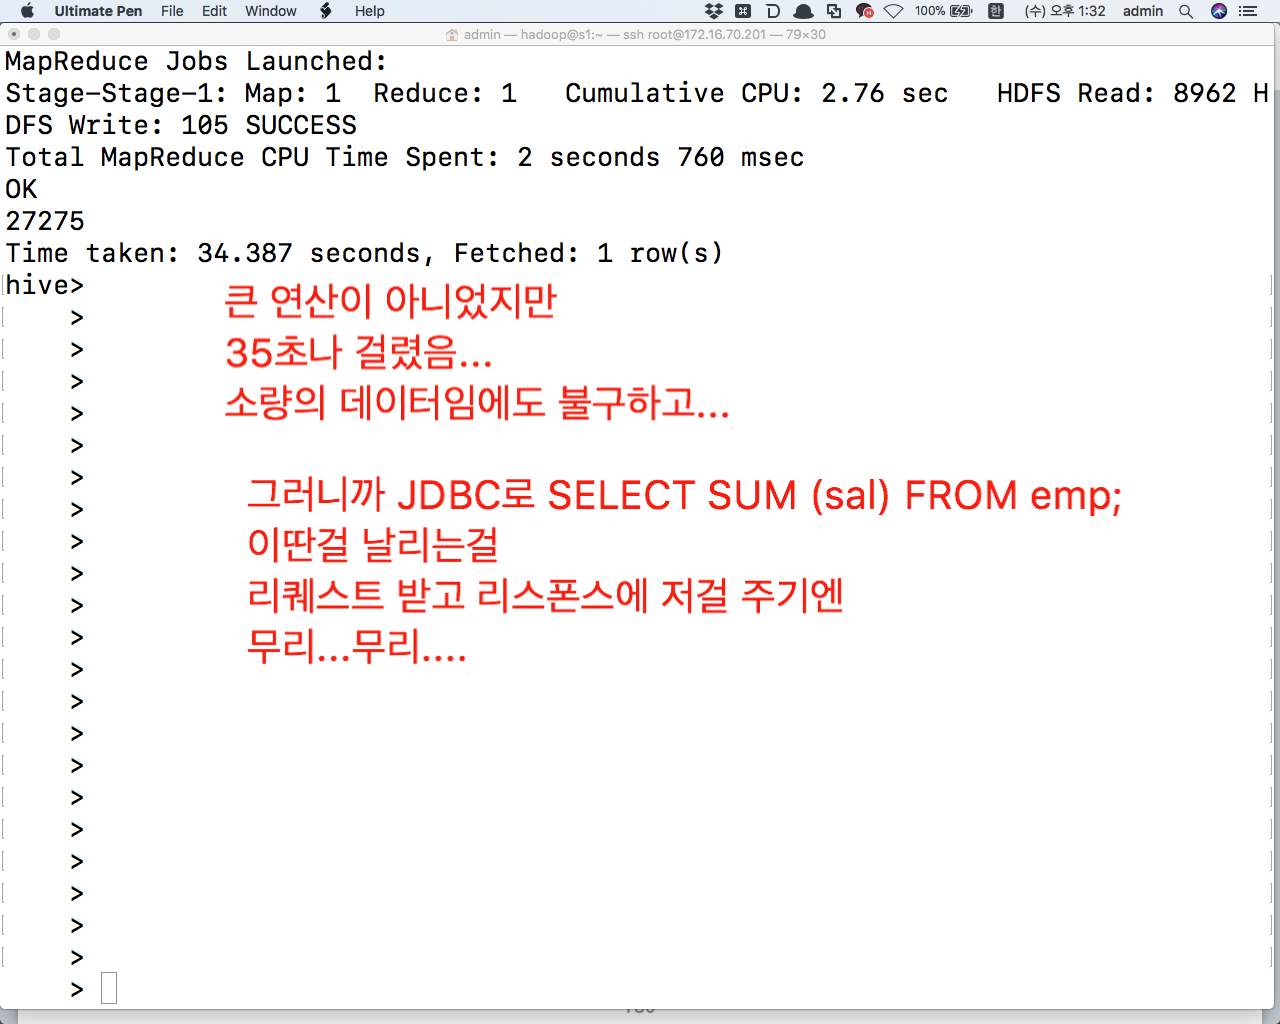 Ultimate Pen File Edit Window Help 100% 한 (수) 오후 1:32 admin
admin — hadoop@s1:~ — ssh root@172.16.70.201 — 79×30
MapReduce Jobs Launched:
Stage-Stage-1: Map: 1  Reduce: 1   Cumulative CPU: 2.76 sec   HDFS Read: 8962 H
DFS Write: 105 SUCCESS
Total MapReduce CPU Time Spent: 2 seconds 760 msec
OK
27275
Time taken: 34.387 seconds, Fetched: 1 row(s)
hive>
큰 연산이 아니었지만
>
>
35초나 걸렸음...
>
소량의 데이터임에도 불구하고...
>
>
>
그러니까 JDBC로 SELECT SUM (sal) FROM emp;
>
>
이딴걸 날리는걸
>
리퀘스트 받고 리스폰스에 저걸 주기엔
>
>
무리...무리....
>
>
>
>
>
>
>
>
>
>
>